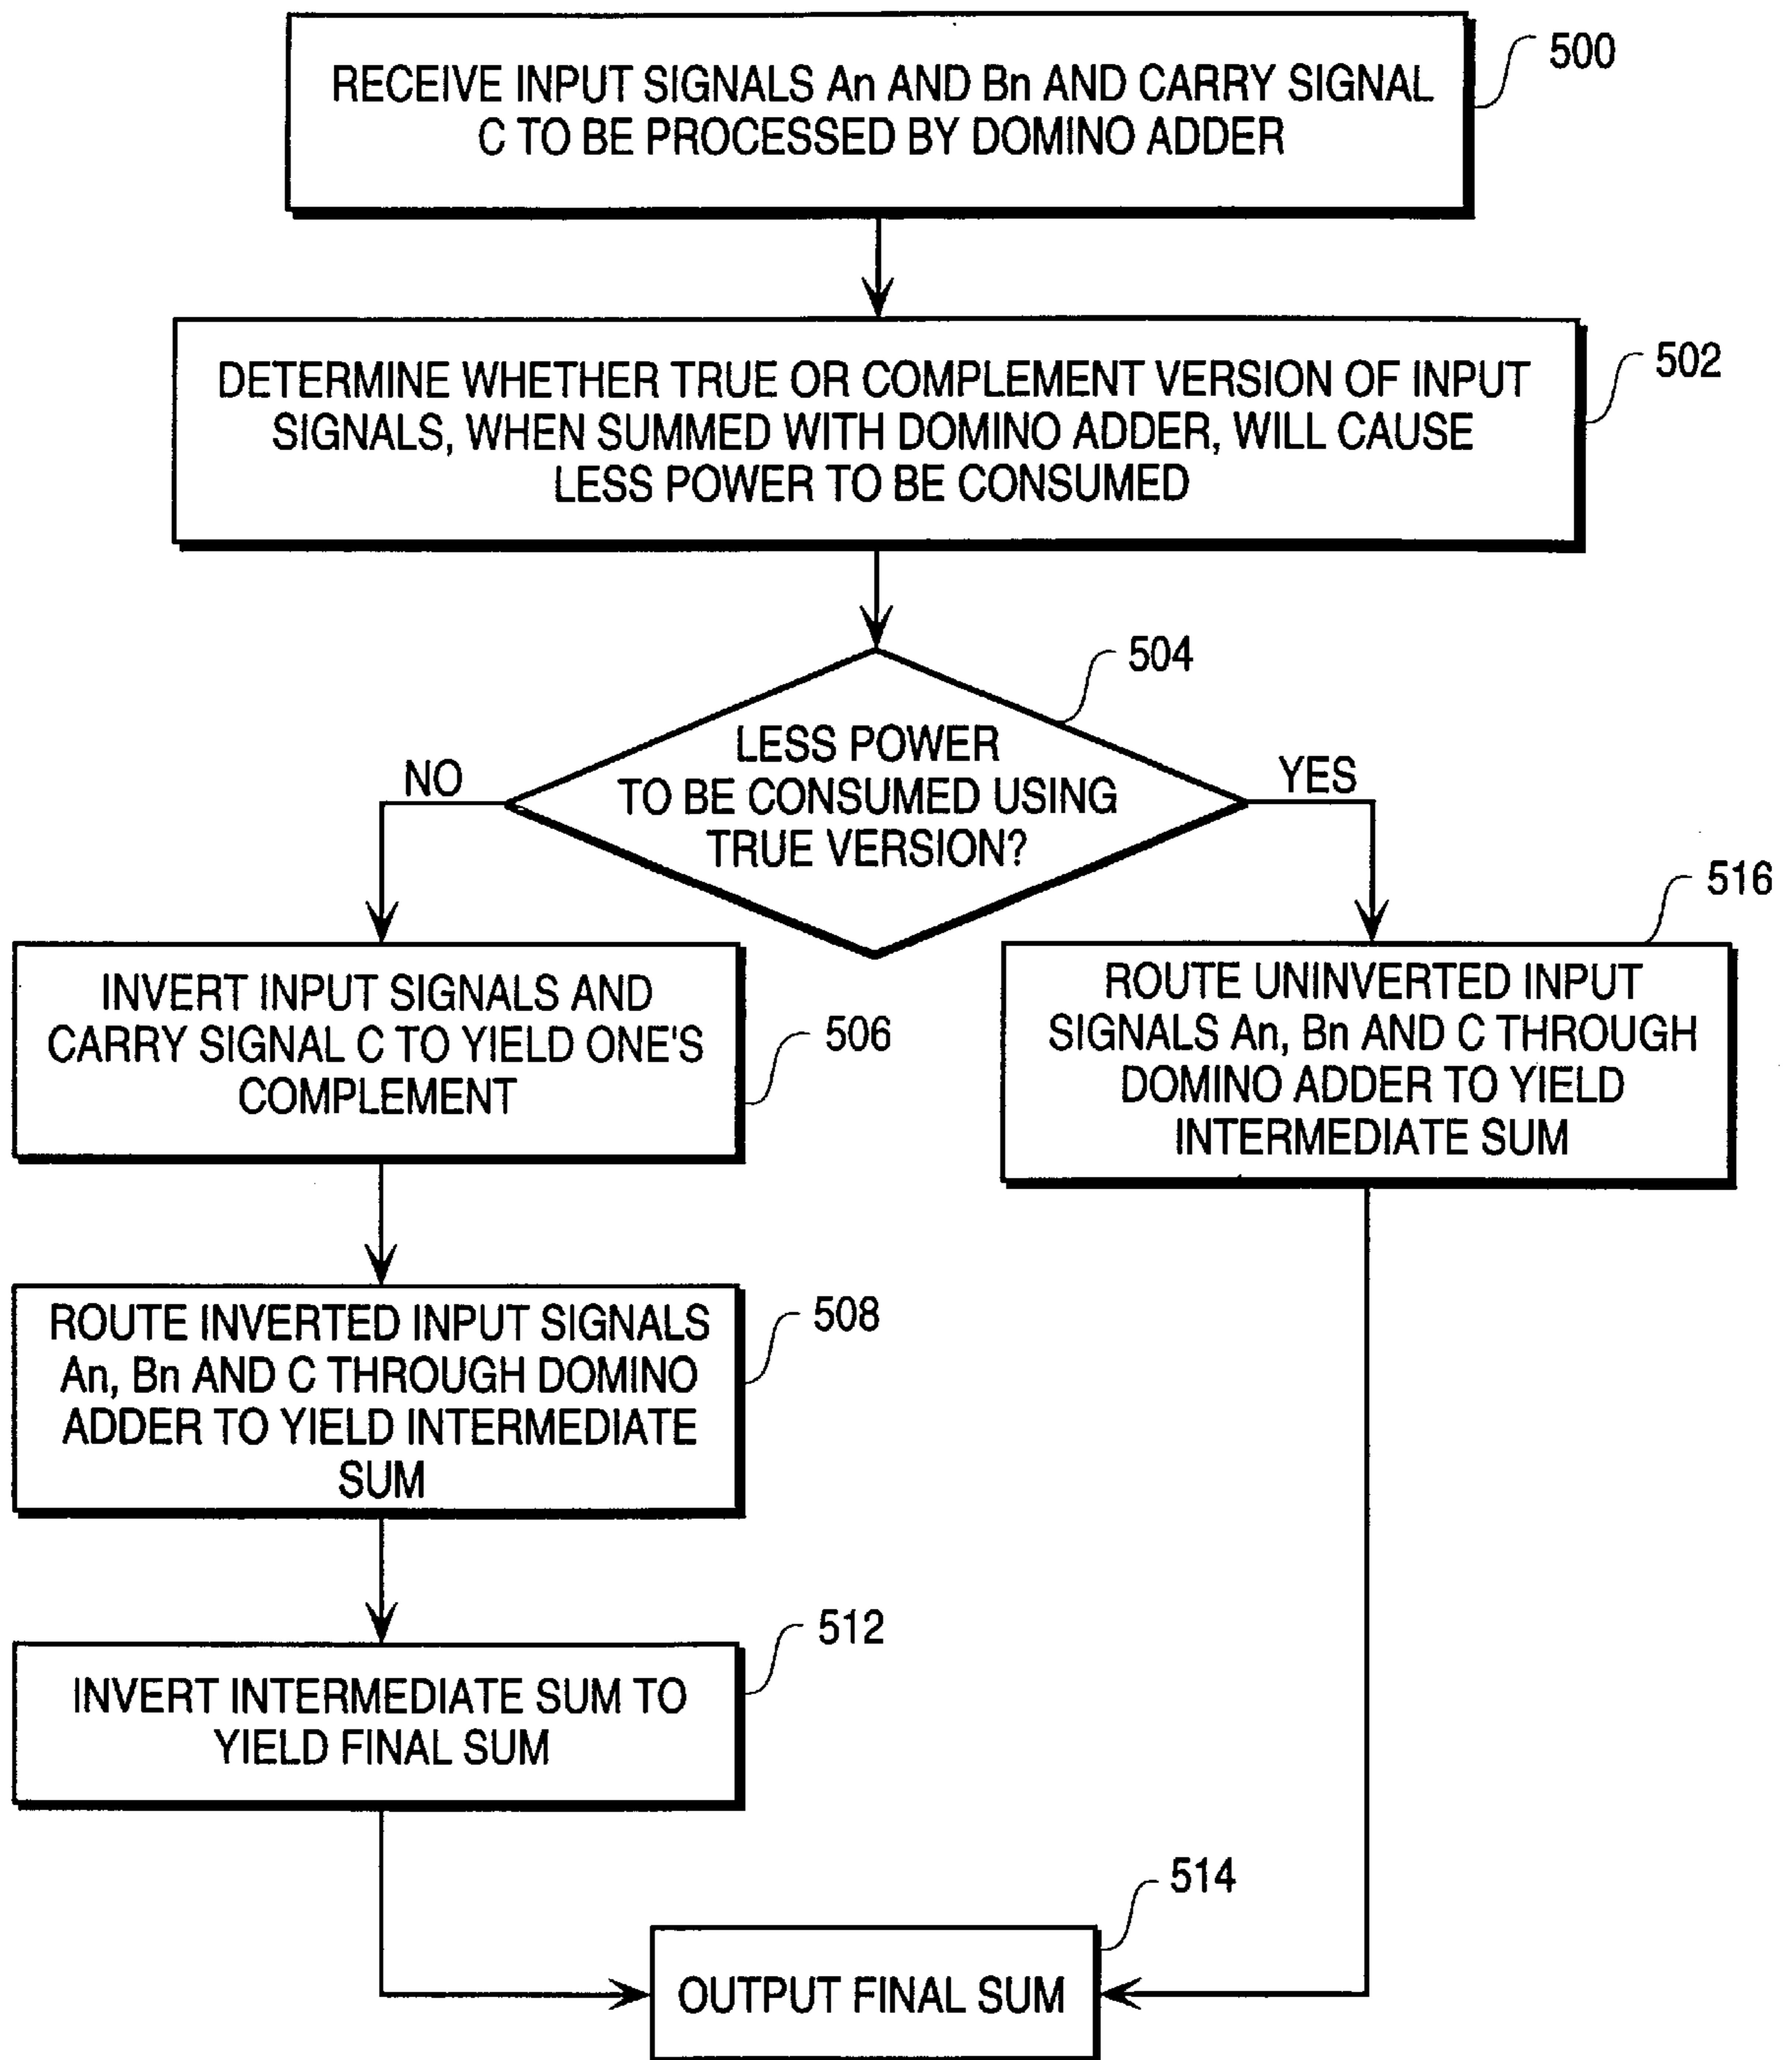 RECEIVE INPUT SIGNALS An AND Bn AND CARRY SIGNAL
C TO BE PROCESSED BY DOMINO ADDER
500
DETERMINE WHETHER TRUE OR COMPLEMENT VERSION OF INPUT
SIGNALS, WHEN SUMMED WITH DOMINO ADDER, WILL CAUSE
LESS POWER TO BE CONSUMED
502
504
LESS POWER
TO BE CONSUMED USING
TRUE VERSION?
NO
YES
INVERT INPUT SIGNALS AND
CARRY SIGNAL C TO YIELD ONE'S
COMPLEMENT
506
516
ROUTE UNINVERTED INPUT
SIGNALS An, Bn AND C THROUGH
DOMINO ADDER TO YIELD
INTERMEDIATE SUM
ROUTE INVERTED INPUT SIGNALS
An, Bn AND C THROUGH DOMINO
ADDER TO YIELD INTERMEDIATE
SUM
508
INVERT INTERMEDIATE SUM TO
YIELD FINAL SUM
512
514
OUTPUT FINAL SUM